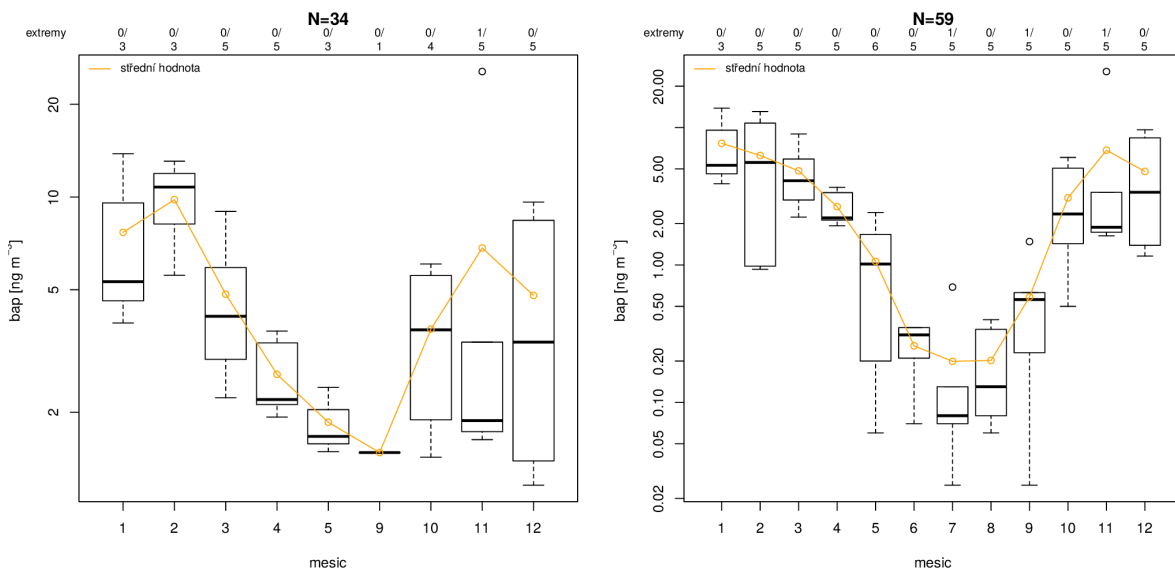 N=34
extremy 0/ 0/ 0/ 0/ 0/ 0/ 0/ 1/ 0/
3 3 5 5 3 1 4 5 5
střední hodnota
20
10
5
2
bap [ng m⁻³]
1 2 3 4 5 9 10 11 12
mesic
N=59
extremy 0/ 0/ 0/ 0/ 0/ 0/ 1/ 0/ 1/ 0/ 1/ 0/
3 5 5 5 6 5 5 5 5 5 5 5
střední hodnota
20.00
5.00
2.00
1.00
0.50
0.20
0.10
0.05
0.02
bap [ng m⁻³]
1 2 3 4 5 6 7 8 9 10 11 12
mesic